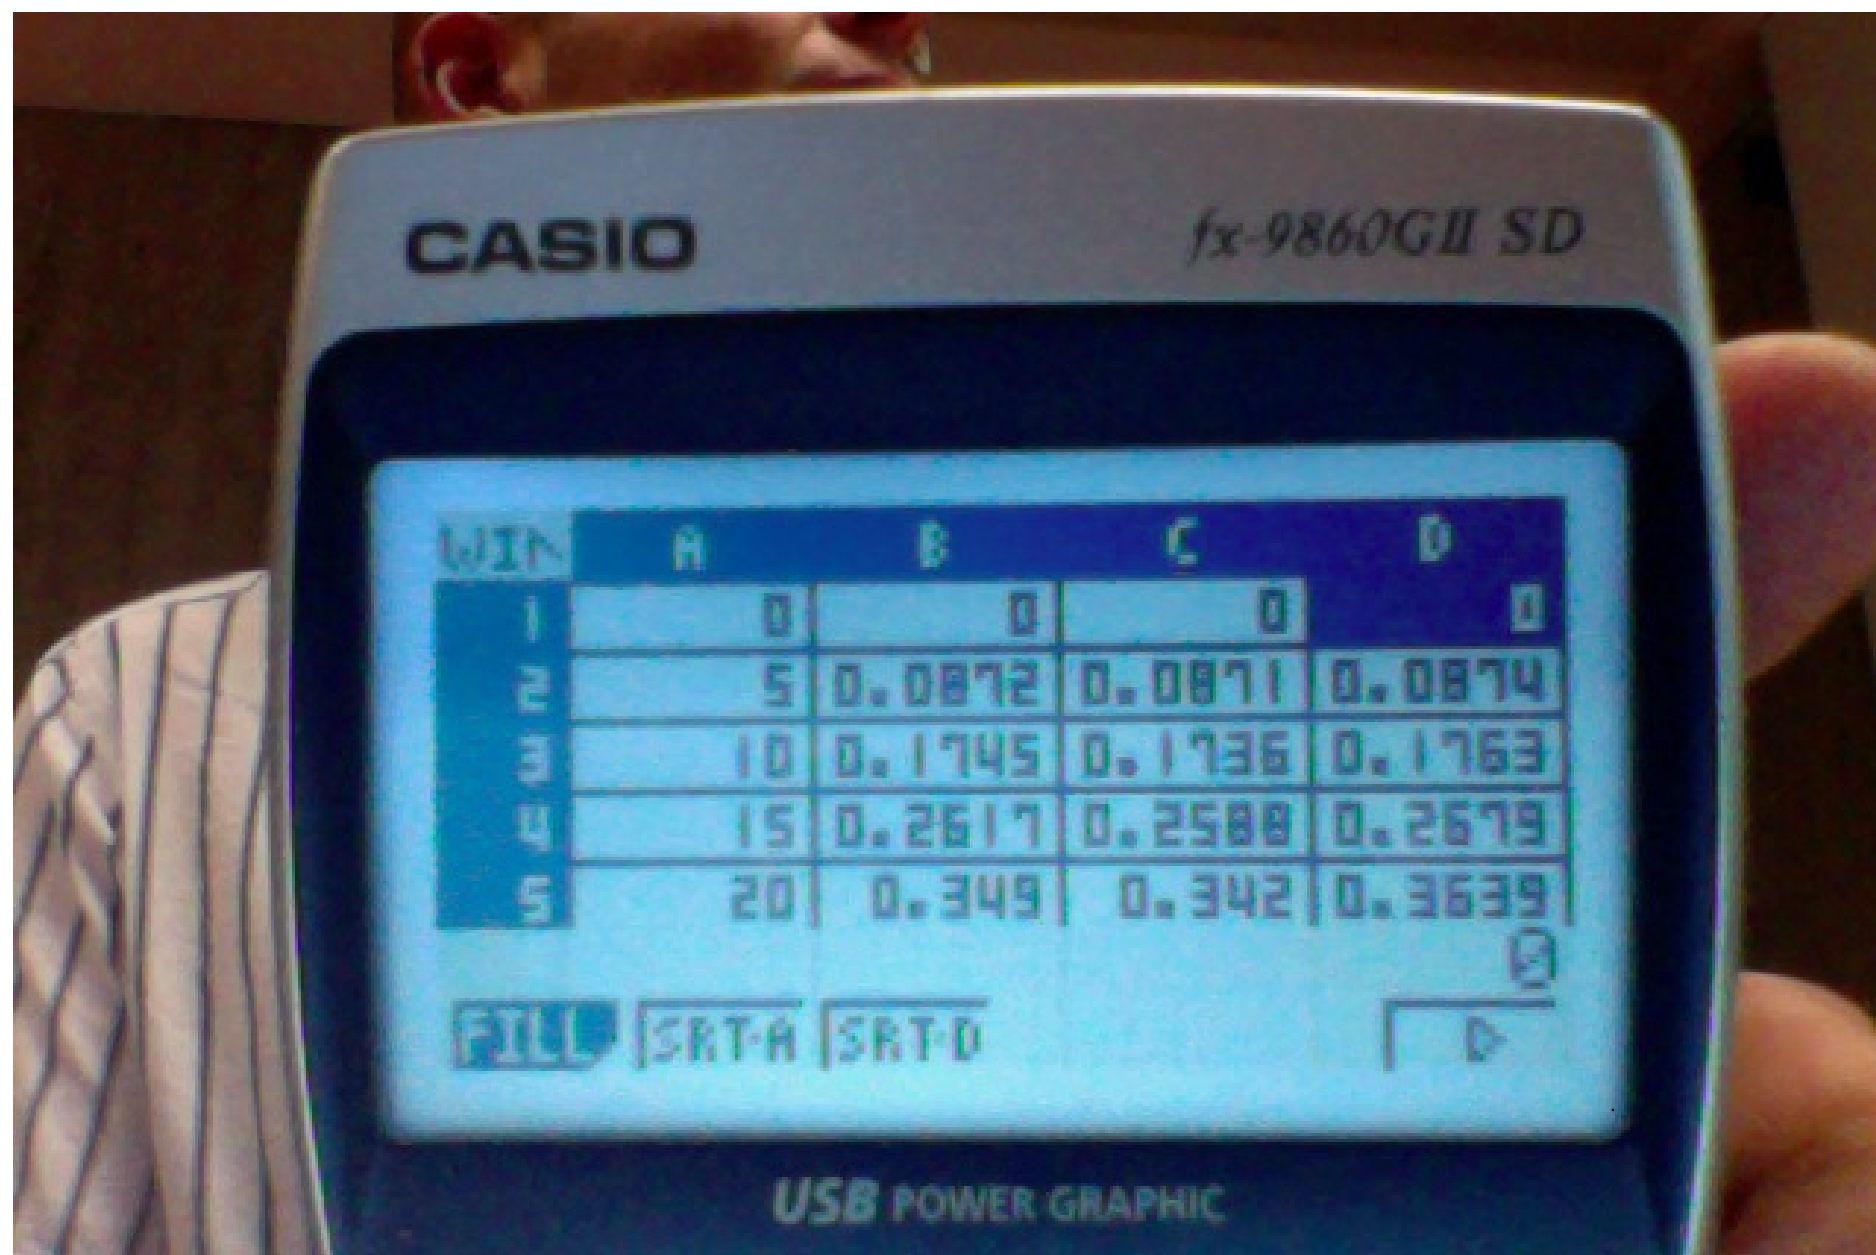 CASIO fx-9860GII SD
WIN A B C D
1 0 0 0 0
2 5 0.0872 0.0871 0.0874
3 10 0.1745 0.1736 0.1763
4 15 0.2617 0.2588 0.2679
5 20 0.349 0.342 0.3639
FILL SRT·A SRT·D
USB POWER GRAPHIC